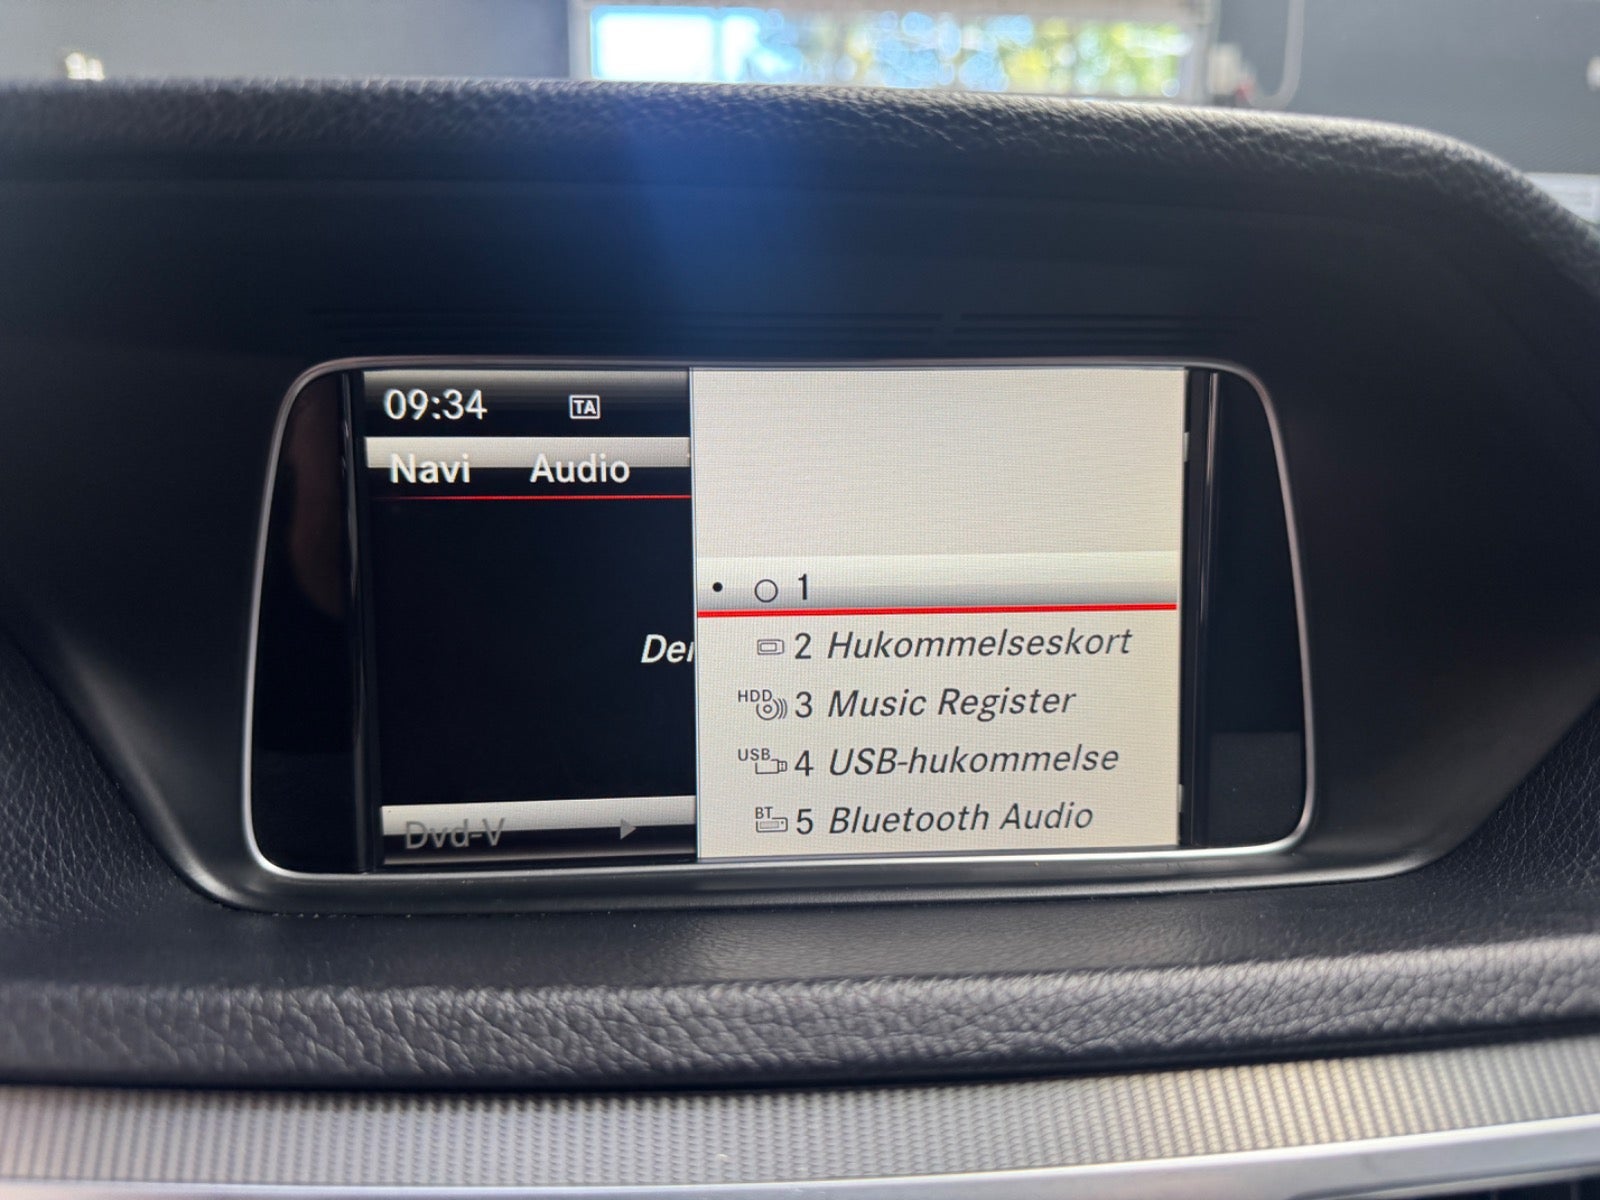 09:34 TA
Navi Audio
1
2 Hukommelseskort
Der
HDD 3 Music Register
USB 4 USB-hukommelse
BT 5 Bluetooth Audio
Dvd-V